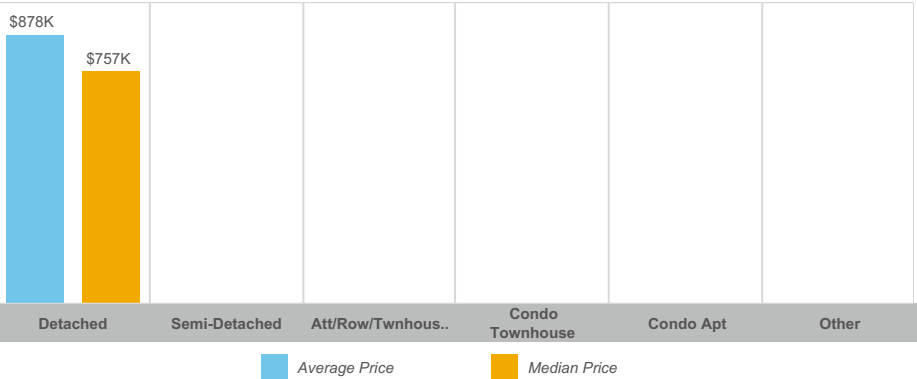 $878K
$757K
Detached
Semi-Detached
Att/Row/Twnhous..
Condo
Townhouse
Condo Apt
Other
Average Price
Median Price